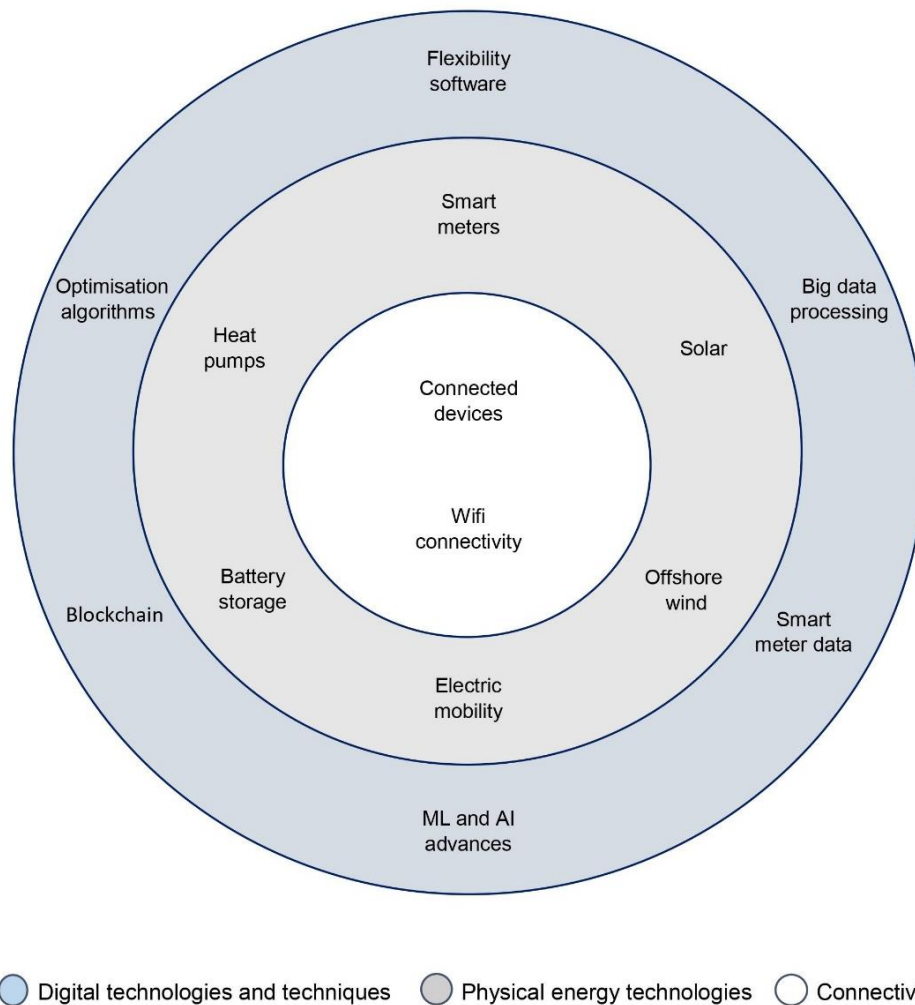 Flexibility
software
Smart
meters
Optimisation
algorithms
Big data
processing
Heat
pumps
Solar
Connected
devices
Wifi
connectivity
Battery
storage
Offshore
wind
Blockchain
Smart
meter data
Electric
mobility
ML and AI
advances
Digital technologies and techniques
Physical energy technologies